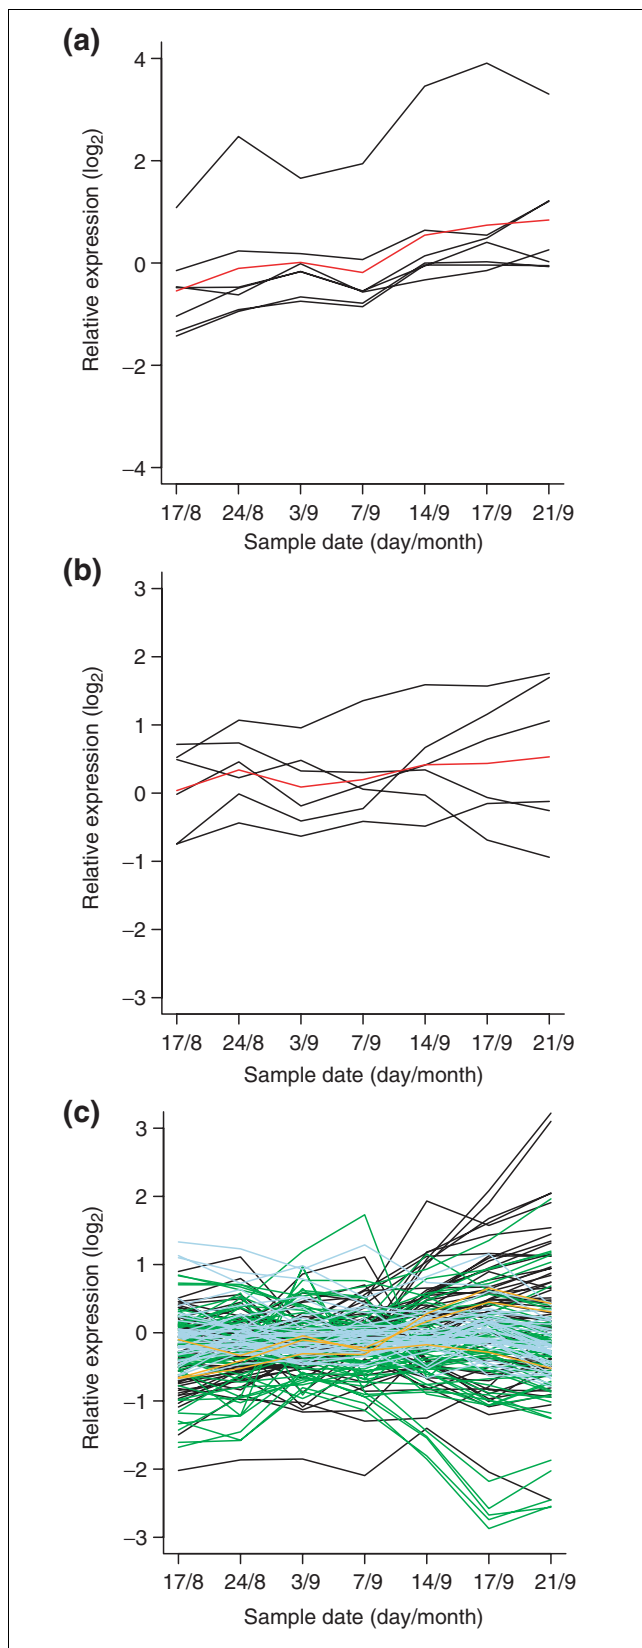 (a)
Relative expression (log2)
4
2
0
−2
−4
17/8 24/8 3/9 7/9 14/9 17/9 21/9
Sample date (day/month)
(b)
Relative expression (log2)
3
2
1
0
−1
−2
−3
17/8 24/8 3/9 7/9 14/9 17/9 21/9
Sample date (day/month)
(c)
Relative expression (log2)
3
2
1
0
−1
−2
−3
17/8 24/8 3/9 7/9 14/9 17/9 21/9
Sample date (day/month)